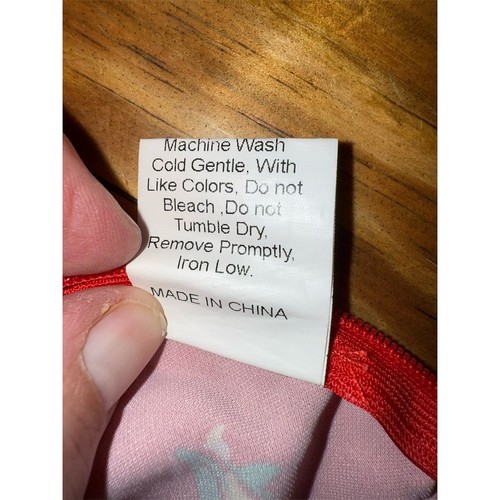 Machine Wash
Cold Gentle, With
Like Colors, Do not
Bleach ,Do not
Tumble Dry,
Remove Promptly,
Iron Low.
MADE IN CHINA